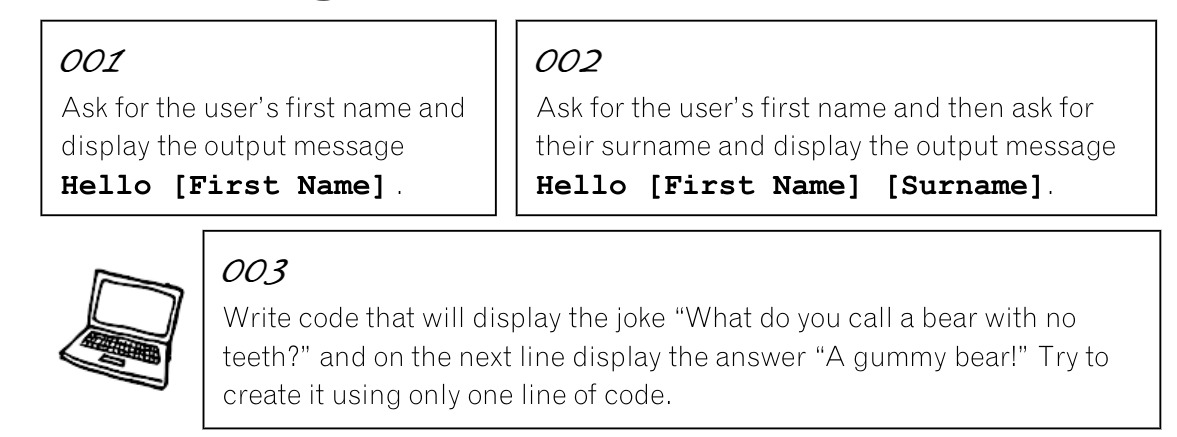 001
Ask for the user's first name and
display the output message
Hello [First Name] .
002
Ask for the user's first name and then ask for
their surname and display the output message
Hello [First Name] [Surname].
003
Write code that will display the joke “What do you call a bear with no
teeth?” and on the next line display the answer “A gummy bear!” Try to
create it using only one line of code.